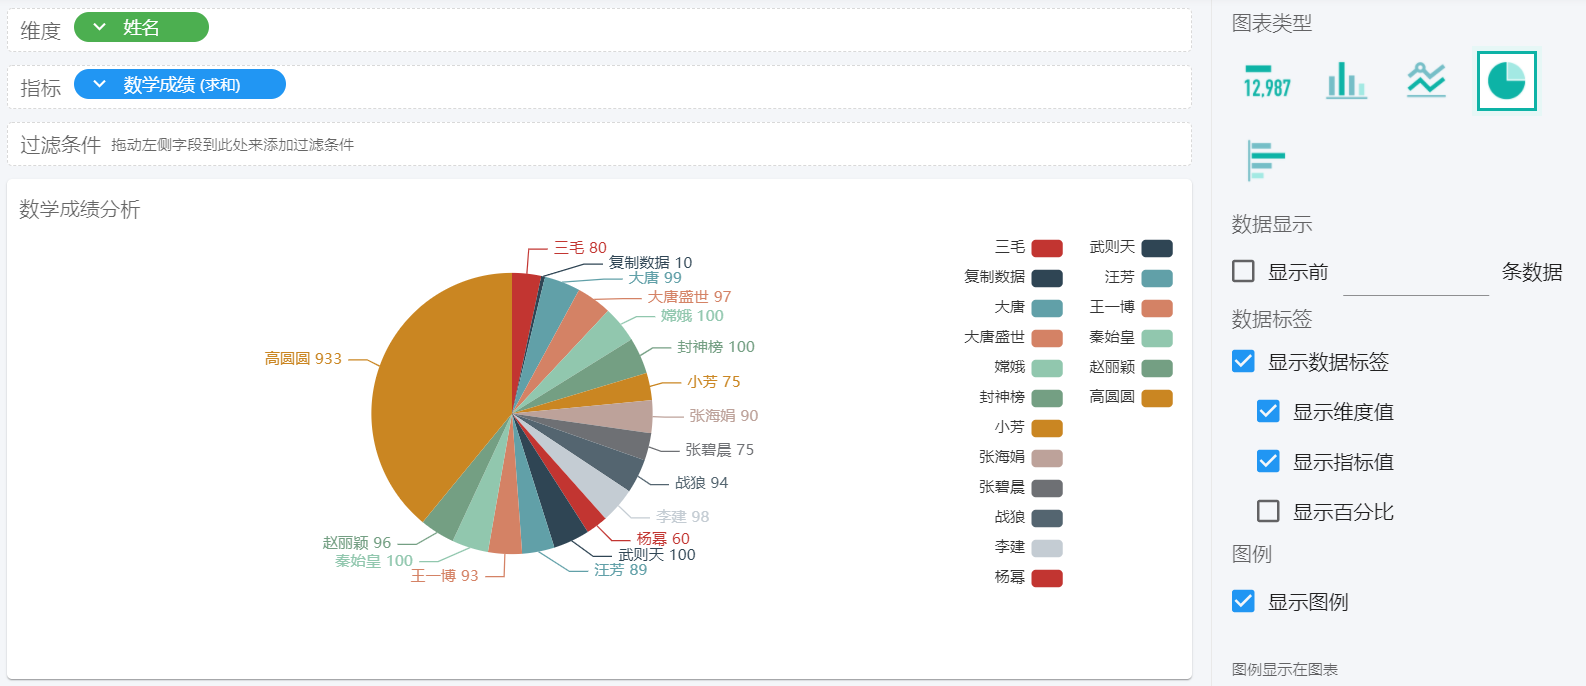 维度 姓名
指标 数学成绩 (求和)
过滤条件 拖动左侧字段到此处来添加过滤条件
数学成绩分析
三毛 80
复制数据 10
大唐 99
大唐盛世 97
嫦娥 100
封神榜 100
小芳 75
张海娟 90
张碧晨 75
战狼 94
李建 98
杨幂 60
武则天 100
汪芳 89
王一博 93
秦始皇 100
赵丽颖 96
高圆圆 933
三毛
复制数据
大唐
大唐盛世
嫦娥
封神榜
小芳
张海娟
张碧晨
战狼
李建
杨幂
武则天
汪芳
王一博
秦始皇
赵丽颖
高圆圆
图表类型
12,987
数据显示
显示前 条数据
数据标签
显示数据标签
显示维度值
显示指标值
显示百分比
图例
显示图例
图例显示在图表